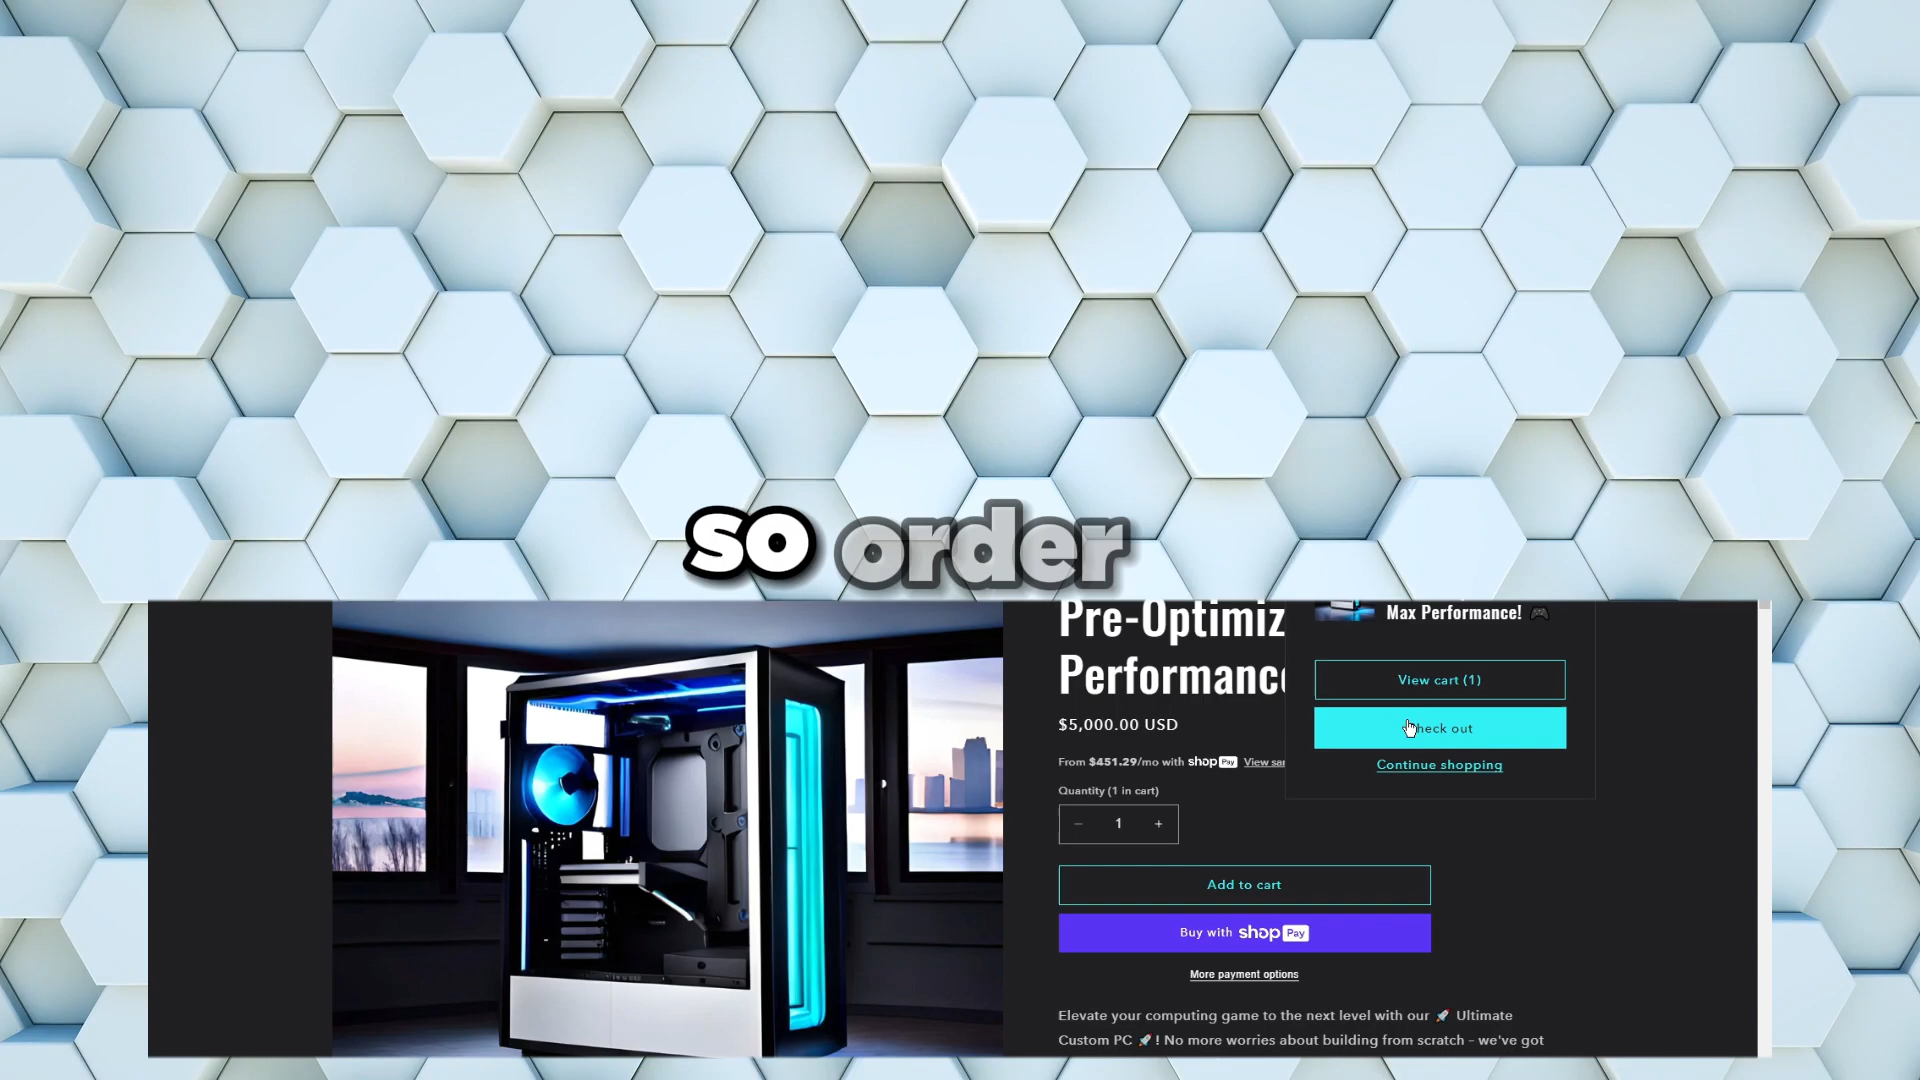 so order
Pre-Optimiz
Performanc
$5,000.00 USD
From $451.29/mo with shop Pay View sa
Quantity (1 in cart)
− 1 +
Add to cart
Buy with shop Pay
More payment options
Elevate your computing game to the next level with our 🚀 Ultimate
Custom PC 🚀! No more worries about building from scratch - we've got
Max Performance! 🎮
View cart (1)
Check out
Continue shopping